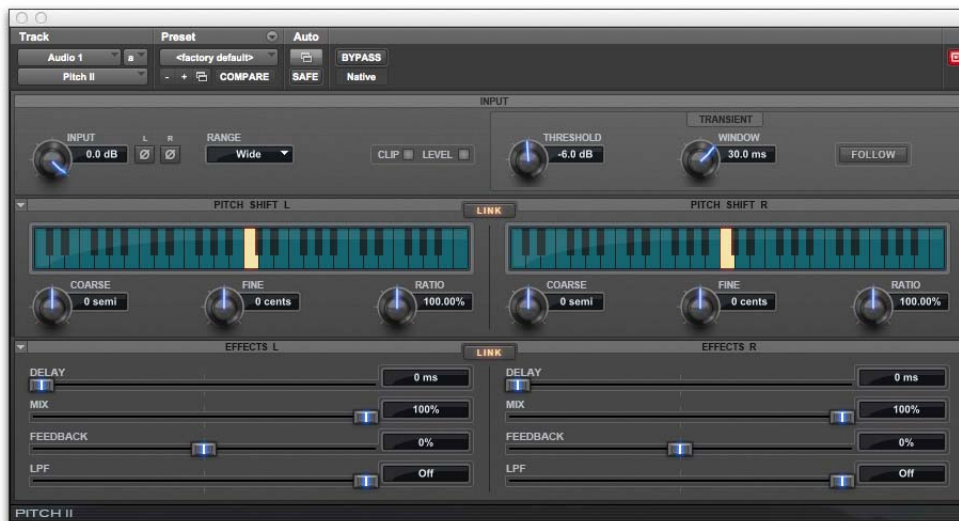 Track Preset Auto
Audio 1 a <factory default> BYPASS
Pitch II - + COMPARE SAFE Native
INPUT
TRANSIENT
INPUT L R RANGE THRESHOLD WINDOW
0.0 dB Ø Ø Wide CLIP LEVEL -6.0 dB 30.0 ms FOLLOW
PITCH SHIFT L LINK PITCH SHIFT R
COARSE FINE RATIO COARSE FINE RATIO
0 semi 0 cents 100.00% 0 semi 0 cents 100.00%
EFFECTS L LINK EFFECTS R
DELAY 0 ms DELAY 0 ms
MIX 100% MIX 100%
FEEDBACK 0% FEEDBACK 0%
LPF Off LPF Off
PITCH II